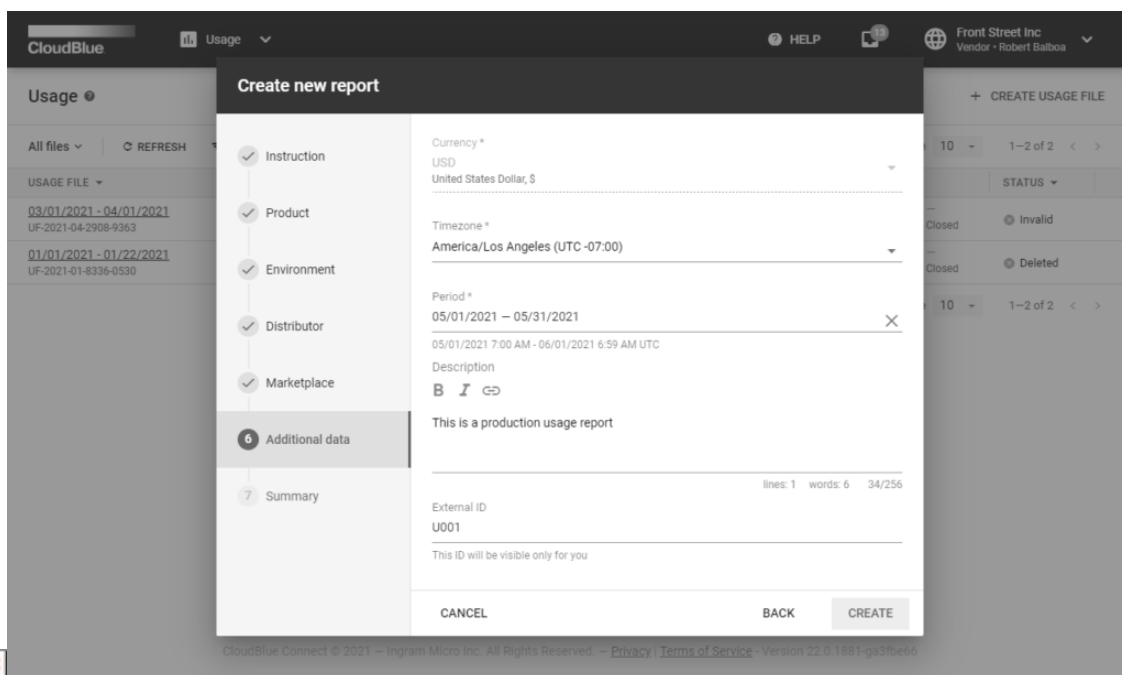 CloudBlue
Usage
HELP
13
Front Street Inc
Vendor • Robert Balboa
Usage
+ CREATE USAGE FILE
All files
REFRESH
10
1–2 of 2
USAGE FILE
STATUS
03/01/2021 - 04/01/2021
UF-2021-04-2908-9363
—
Closed
Invalid
01/01/2021 - 01/22/2021
UF-2021-01-8336-0530
—
Closed
Deleted
10
1–2 of 2
Create new report
Instruction
Product
Environment
Distributor
Marketplace
6 Additional data
7 Summary
Currency *
USD
United States Dollar, $
Timezone *
America/Los Angeles (UTC -07:00)
Period *
05/01/2021 — 05/31/2021
05/01/2021 7:00 AM - 06/01/2021 6:59 AM UTC
Description
B I
This is a production usage report
lines: 1 words: 6 34/256
External ID
U001
This ID will be visible only for you
CANCEL
BACK
CREATE
CloudBlue Connect © 2021 — Ingram Micro Inc. All Rights Reserved. — Privacy | Terms of Service - Version 22.0.1881-ga3fbe66